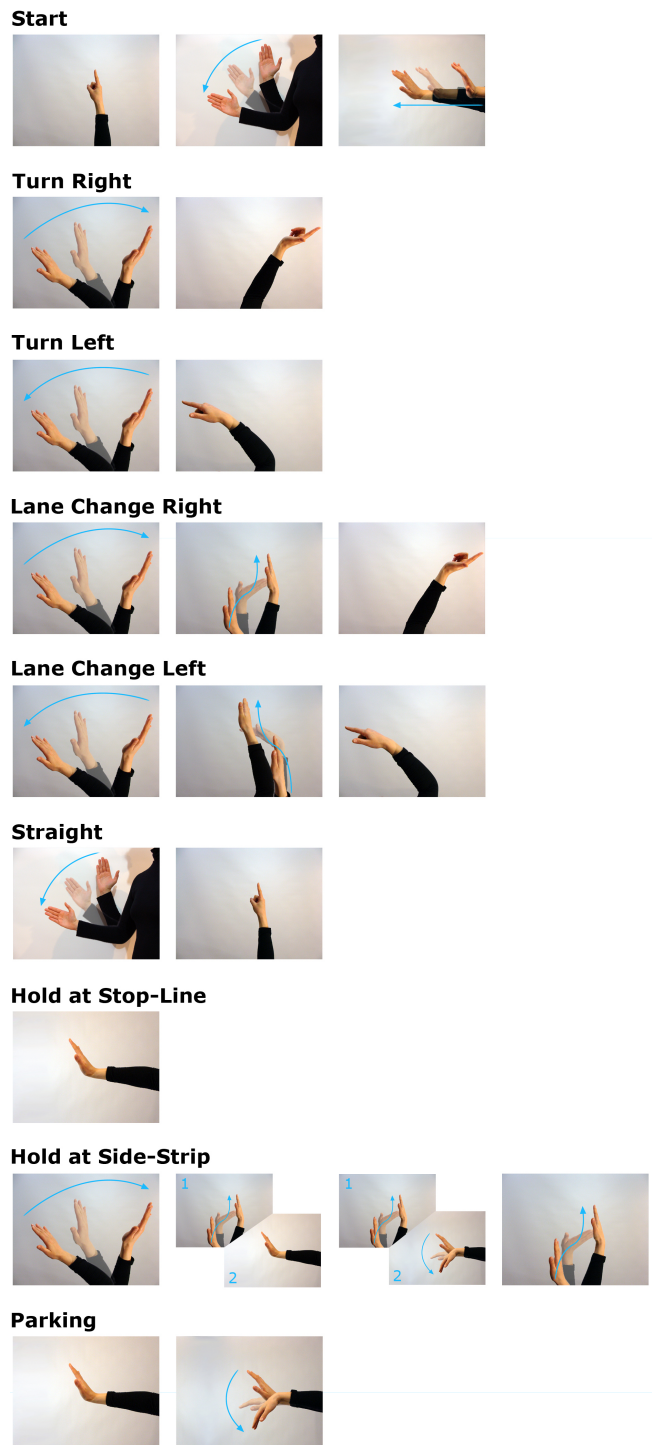 Start
Turn Right
Turn Left
Lane Change Right
Lane Change Left
Straight
Hold at Stop-Line
Hold at Side-Strip
1
2
1
2
Parking